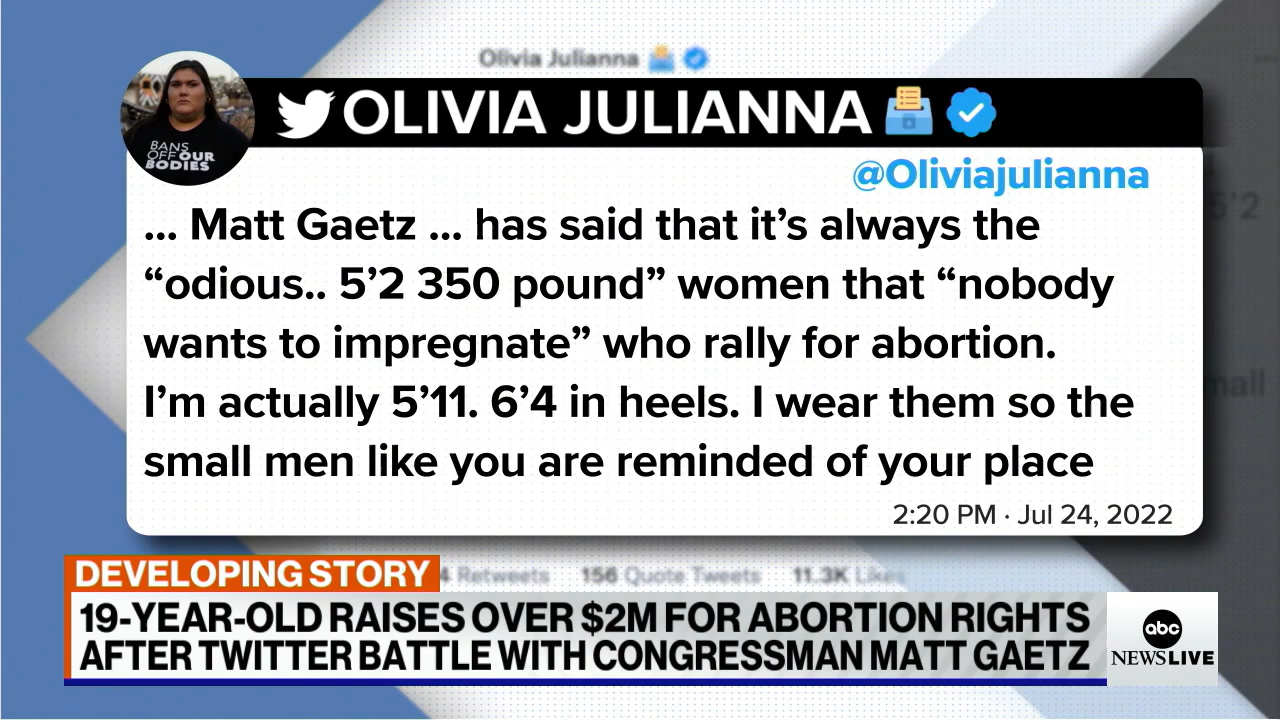 Olivia Julianna
OLIVIA JULIANNA
BANS
OFF OUR
BODIES
@Oliviajulianna
... Matt Gaetz ... has said that it’s always the
“odious.. 5’2 350 pound” women that “nobody
wants to impregnate” who rally for abortion.
I’m actually 5’11. 6’4 in heels. I wear them so the
small men like you are reminded of your place
5'2
2:20 PM · Jul 24, 2022
Retweets 156 Quote Tweets 11.3K Likes
DEVELOPING STORY
19-YEAR-OLD RAISES OVER $2M FOR ABORTION RIGHTS
AFTER TWITTER BATTLE WITH CONGRESSMAN MATT GAETZ
abc
NEWS LIVE